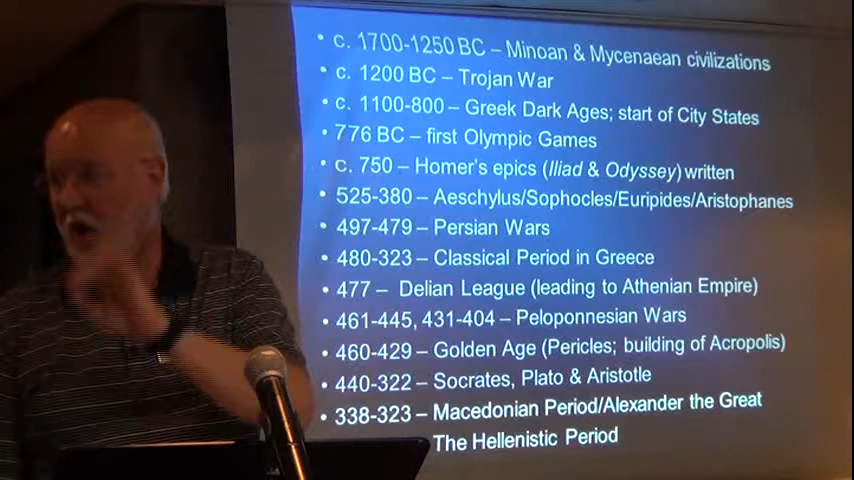 • c. 1700-1250 BC – Minoan & Mycenaean civilizations
• c. 1200 BC – Trojan War
• c. 1100-800 – Greek Dark Ages; start of City States
• 776 BC – first Olympic Games
• c. 750 – Homer's epics (Iliad & Odyssey) written
• 525-380 – Aeschylus/Sophocles/Euripides/Aristophanes
• 497-479 – Persian Wars
• 480-323 – Classical Period in Greece
• 477 – Delian League (leading to Athenian Empire)
• 461-445, 431-404 – Peloponnesian Wars
• 460-429 – Golden Age (Pericles; building of Acropolis)
• 440-322 – Socrates, Plato & Aristotle
• 338-323 – Macedonian Period/Alexander the Great
The Hellenistic Period